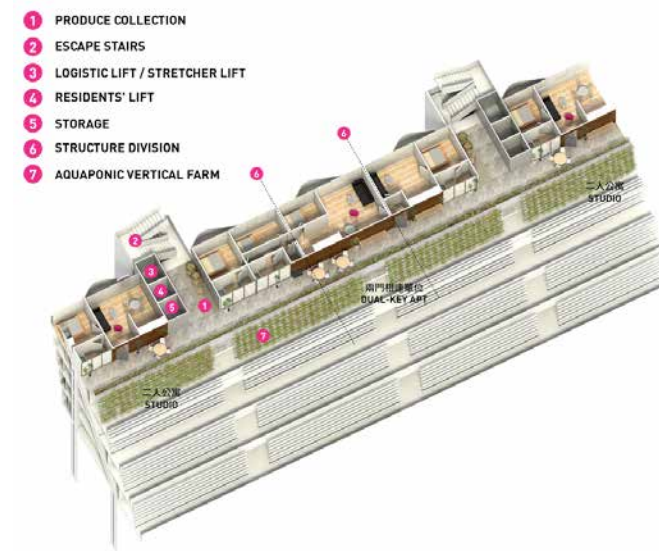 1 PRODUCE COLLECTION
2 ESCAPE STAIRS
3 LOGISTIC LIFT / STRETCHER LIFT
4 RESIDENTS' LIFT
5 STORAGE
6 STRUCTURE DIVISION
7 AQUAPONIC VERTICAL FARM
6
6
二人公寓
STUDIO
2
3
4
5
1
兩門相連單位
DUAL-KEY APT
7
二人公寓
STUDIO